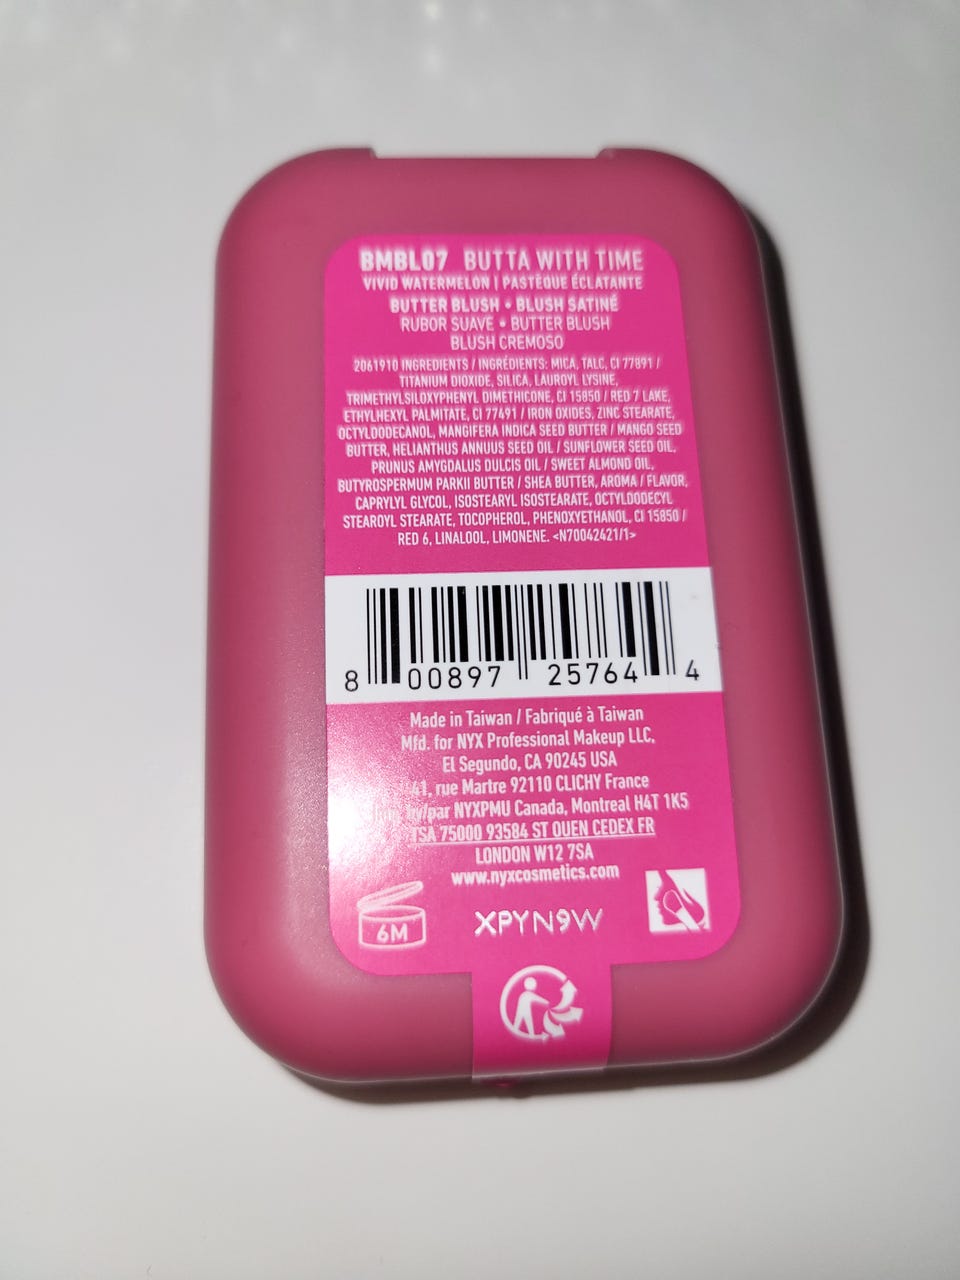 BMBL07 BUTTA WITH TIME
VIVID WATERMELON | PASTÈQUE ÉCLATANTE
BUTTER BLUSH • BLUSH SATINÉ
RUBOR SUAVE • BUTTER BLUSH
BLUSH CREMOSO
2061910 INGREDIENTS / INGRÉDIENTS: MICA, TALC, CI 77891 /
TITANIUM DIOXIDE, SILICA, LAUROYL LYSINE,
TRIMETHYLSILOXYPHENYL DIMETHICONE, CI 15850 / RED 7 LAKE,
ETHYLHEXYL PALMITATE, CI 77491 / IRON OXIDES, ZINC STEARATE,
OCTYLDODECANOL, MANGIFERA INDICA SEED BUTTER / MANGO SEED
BUTTER, HELIANTHUS ANNUUS SEED OIL / SUNFLOWER SEED OIL,
PRUNUS AMYGDALUS DULCIS OIL / SWEET ALMOND OIL,
BUTYROSPERMUM PARKII BUTTER / SHEA BUTTER, AROMA / FLAVOR,
CAPRYLYL GLYCOL, ISOSTEARYL ISOSTEARATE, OCTYLDODECYL
STEAROYL STEARATE, TOCOPHEROL, PHENOXYETHANOL, CI 15850 /
RED 6, LINALOOL, LIMONENE. <N70042421/1>
8 00897 25764 4
Made in Taiwan / Fabriqué à Taiwan
Mfd. for NYX Professional Makeup LLC,
El Segundo, CA 90245 USA
41, rue Martre 92110 CLICHY France
by/par NYXPMU Canada, Montreal H4T 1K5
TSA 75000 93584 ST OUEN CEDEX FR
LONDON W12 7SA
www.nyxcosmetics.com
6M XPYN9W